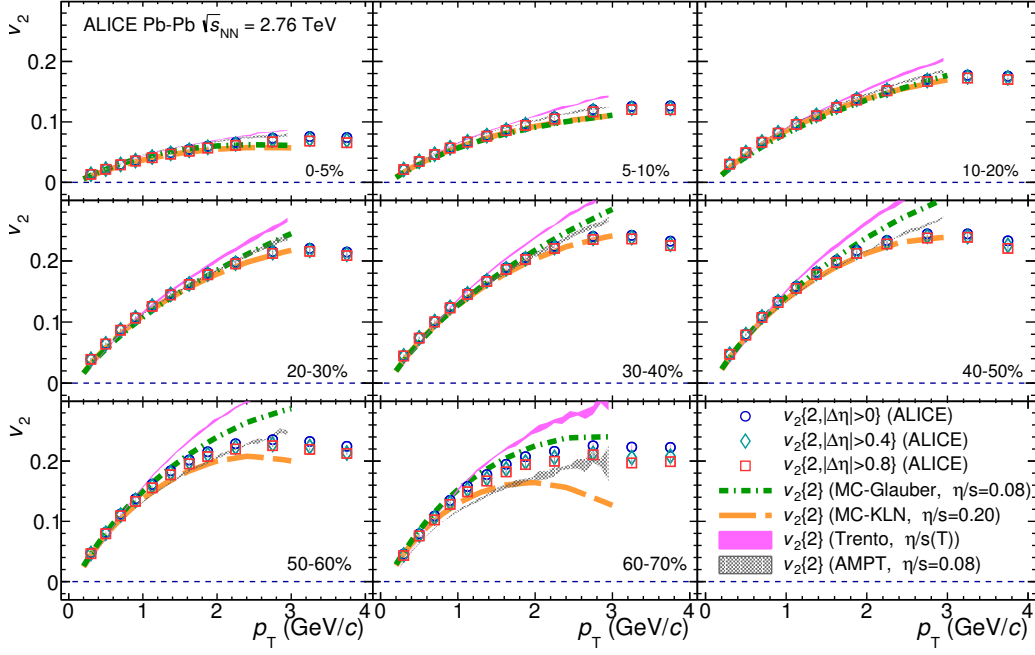 ALICE Pb-Pb √sNN = 2.76 TeV
v2
0.2
0.1
0
0-5%
5-10%
10-20%
v2
0.2
0.1
0
20-30%
30-40%
40-50%
v2
0.2
0.1
0
50-60%
60-70%
v2{2,|Δη|>0} (ALICE)
v2{2,|Δη|>0.4} (ALICE)
v2{2,|Δη|>0.8} (ALICE)
v2{2} (MC-Glauber, η/s=0.08)
v2{2} (MC-KLN, η/s=0.20)
v2{2} (Trento, η/s(T))
v2{2} (AMPT, η/s=0.08)
0 1 2 3 0 1 2 3 0 1 2 3 4
pT (GeV/c) pT (GeV/c) pT (GeV/c)